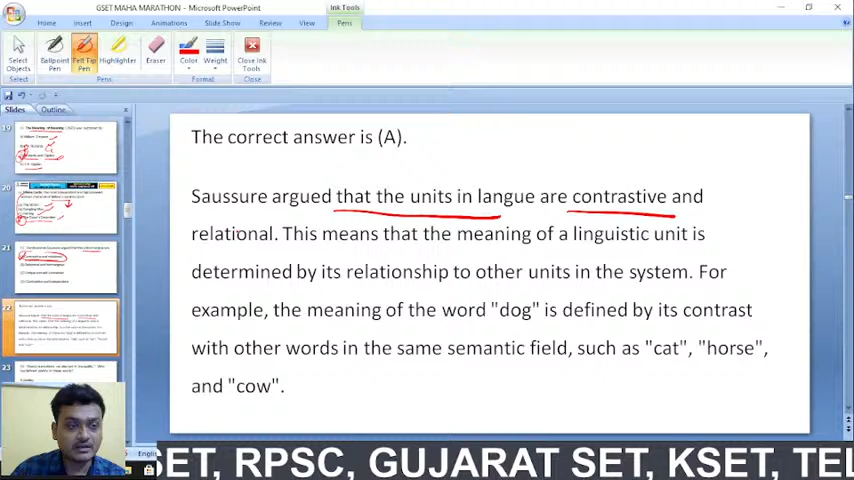 GSET MAHA MARATHON - Microsoft PowerPoint
Ink Tools
Home Insert Design Animations Slide Show Review View Pens
Select Objects
Ballpoint Pen
Felt Tip Pen
Highlighter
Eraser
Color
Weight
Close Ink Tools
Select Pens Format Close
Slides Outline
19
20
21
22
23
The correct answer is (A).
Saussure argued that the units in langue are contrastive and
relational. This means that the meaning of a linguistic unit is
determined by its relationship to other units in the system. For
example, the meaning of the word "dog" is defined by its contrast
with other words in the same semantic field, such as "cat", "horse",
and "cow".
SET, RPSC, GUJARAT SET, KSET, TEL